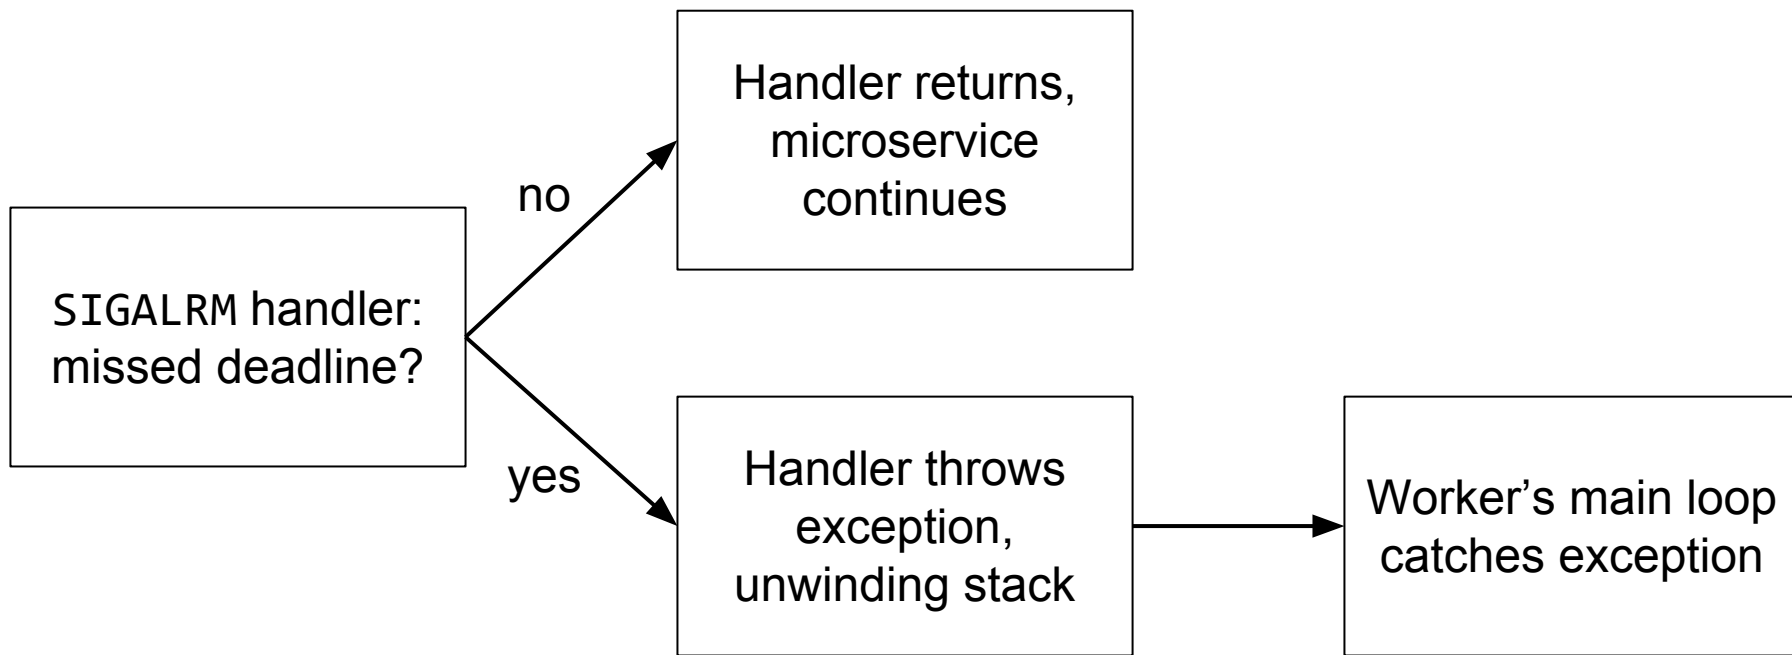 SIGALRM handler:
missed deadline?
no
Handler returns,
microservice
continues
yes
Handler throws
exception,
unwinding stack
Worker’s main loop
catches exception